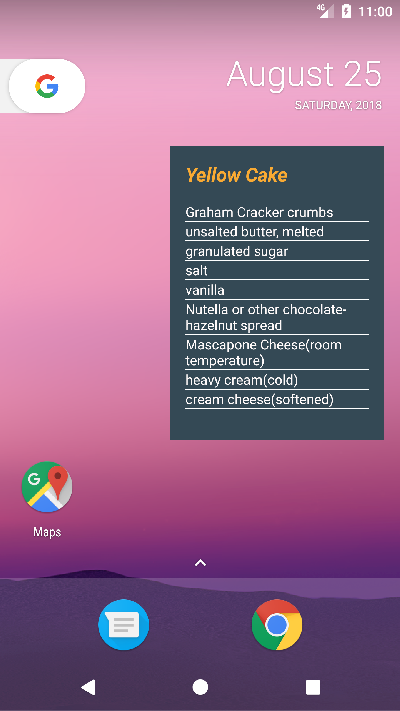 4G 11:00
G
August 25
SATURDAY, 2018
Yellow Cake
Graham Cracker crumbs
unsalted butter, melted
granulated sugar
salt
vanilla
Nutella or other chocolate-
hazelnut spread
Mascapone Cheese(room
temperature)
heavy cream(cold)
cream cheese(softened)
G
Maps